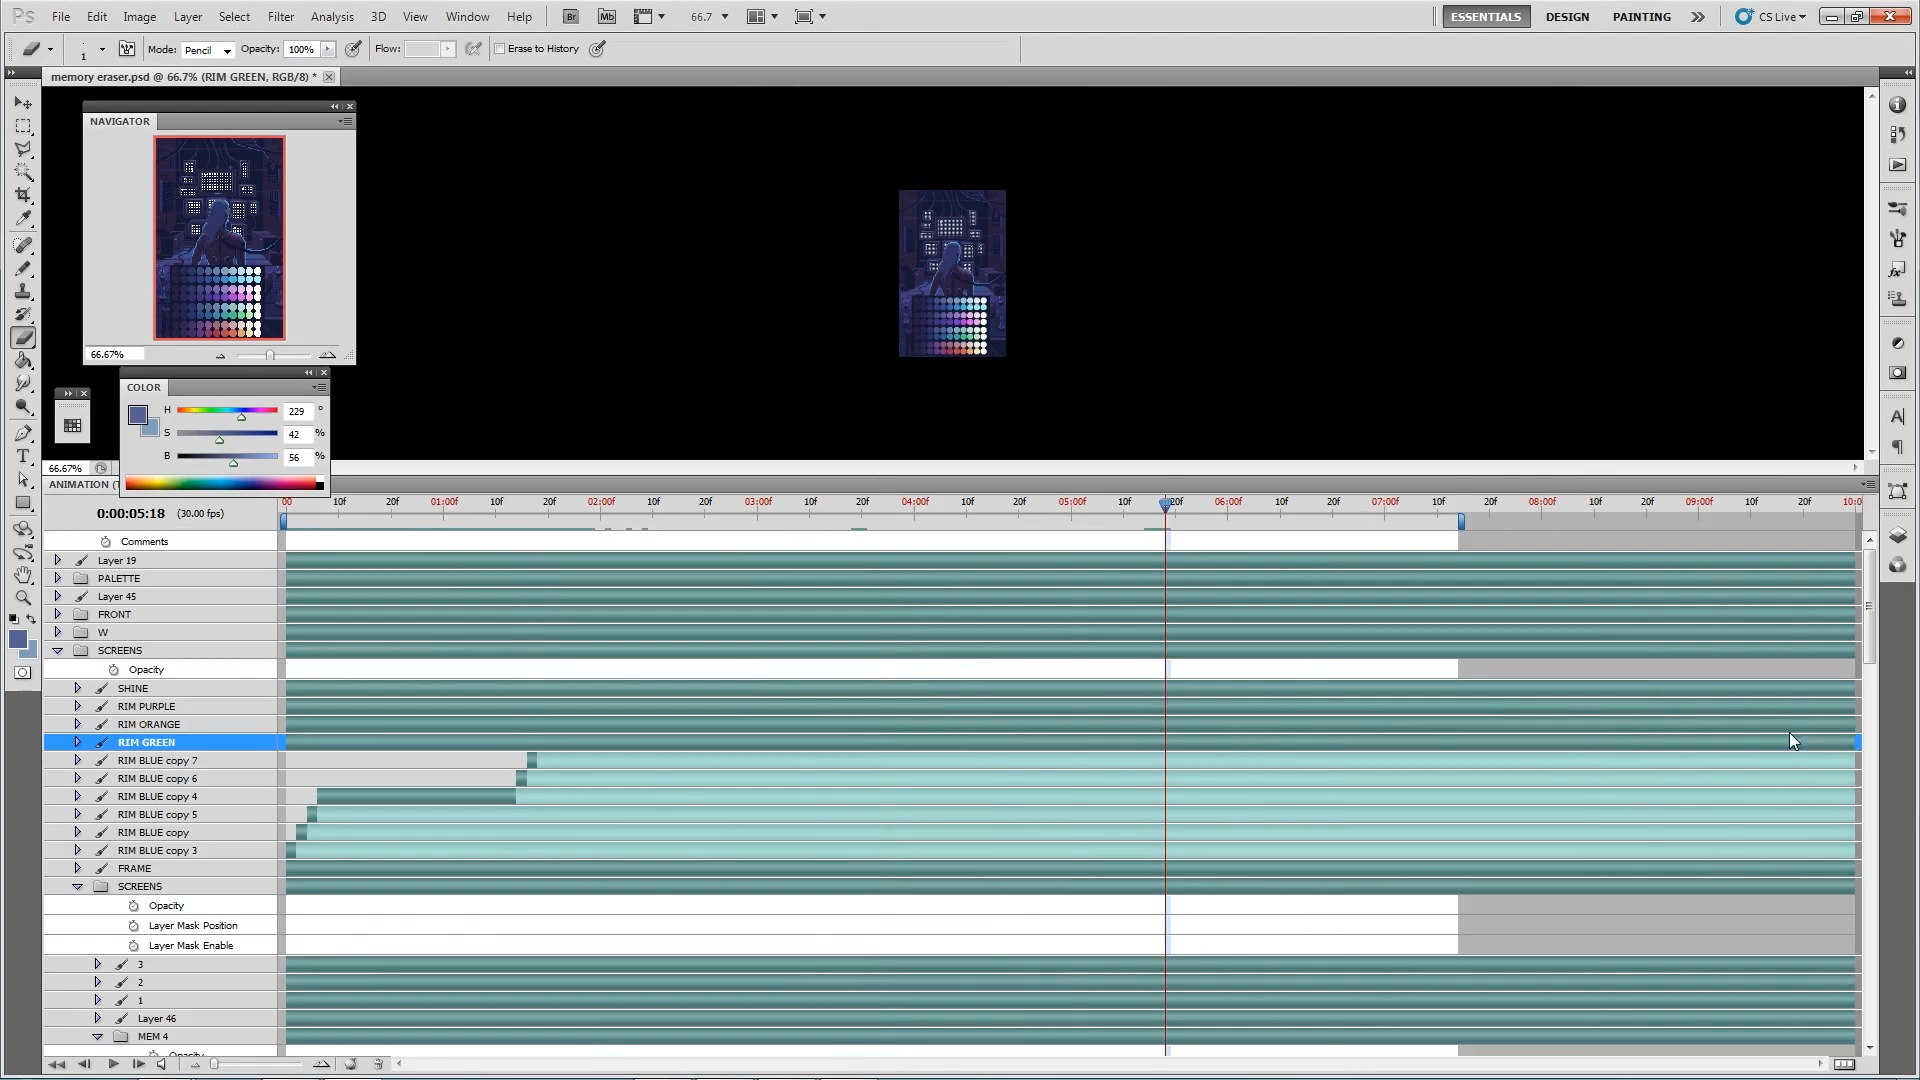 Ps File Edit Image Layer Select Filter Analysis 3D View Window Help Br Mb 66.7 ESSENTIALS DESIGN PAINTING CS Live
1 Mode: Pencil Opacity: 100% Flow: Erase to History
memory eraser.psd @ 66.7% (RIM GREEN, RGB/8) *
NAVIGATOR
66.67%
COLOR
H 229 °
S 42 %
B 56 %
66.67%
ANIMATION (T
00 10f 20f 01:00f 10f 20f 02:00f 10f 20f 03:00f 10f 20f 04:00f 10f 20f 05:00f 10f 20f 06:00f 10f 20f 07:00f 10f 20f 08:00f 10f 20f 09:00f 10f 20f 10:0
0:00:05:18 (30.00 fps)
Comments
Layer 19
PALETTE
Layer 45
FRONT
W
SCREENS
Opacity
SHINE
RIM PURPLE
RIM ORANGE
RIM GREEN
RIM BLUE copy 7
RIM BLUE copy 6
RIM BLUE copy 4
RIM BLUE copy 5
RIM BLUE copy
RIM BLUE copy 3
FRAME
SCREENS
Opacity
Layer Mask Position
Layer Mask Enable
3
2
1
Layer 46
MEM 4
Opacity